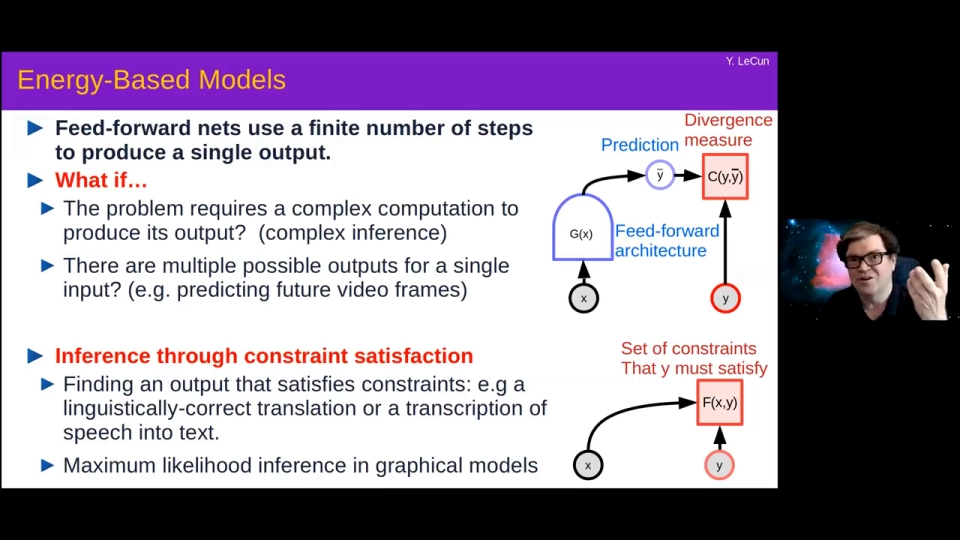 Y. LeCun
Energy-Based Models
Feed-forward nets use a finite number of steps
to produce a single output.
What if...
The problem requires a complex computation to
produce its output? (complex inference)
There are multiple possible outputs for a single
input? (e.g. predicting future video frames)
Inference through constraint satisfaction
Finding an output that satisfies constraints: e.g a
linguistically-correct translation or a transcription of
speech into text.
Maximum likelihood inference in graphical models
Divergence
measure
Prediction
ȳ
C(y,ȳ)
G(x)
Feed-forward
architecture
x
y
Set of constraints
That y must satisfy
F(x,y)
x
y